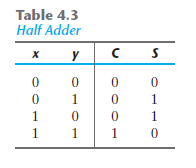 Table 4.3
Half Adder
x y C S
0 0 0 0
0 1 0 1
1 0 0 1
1 1 1 0